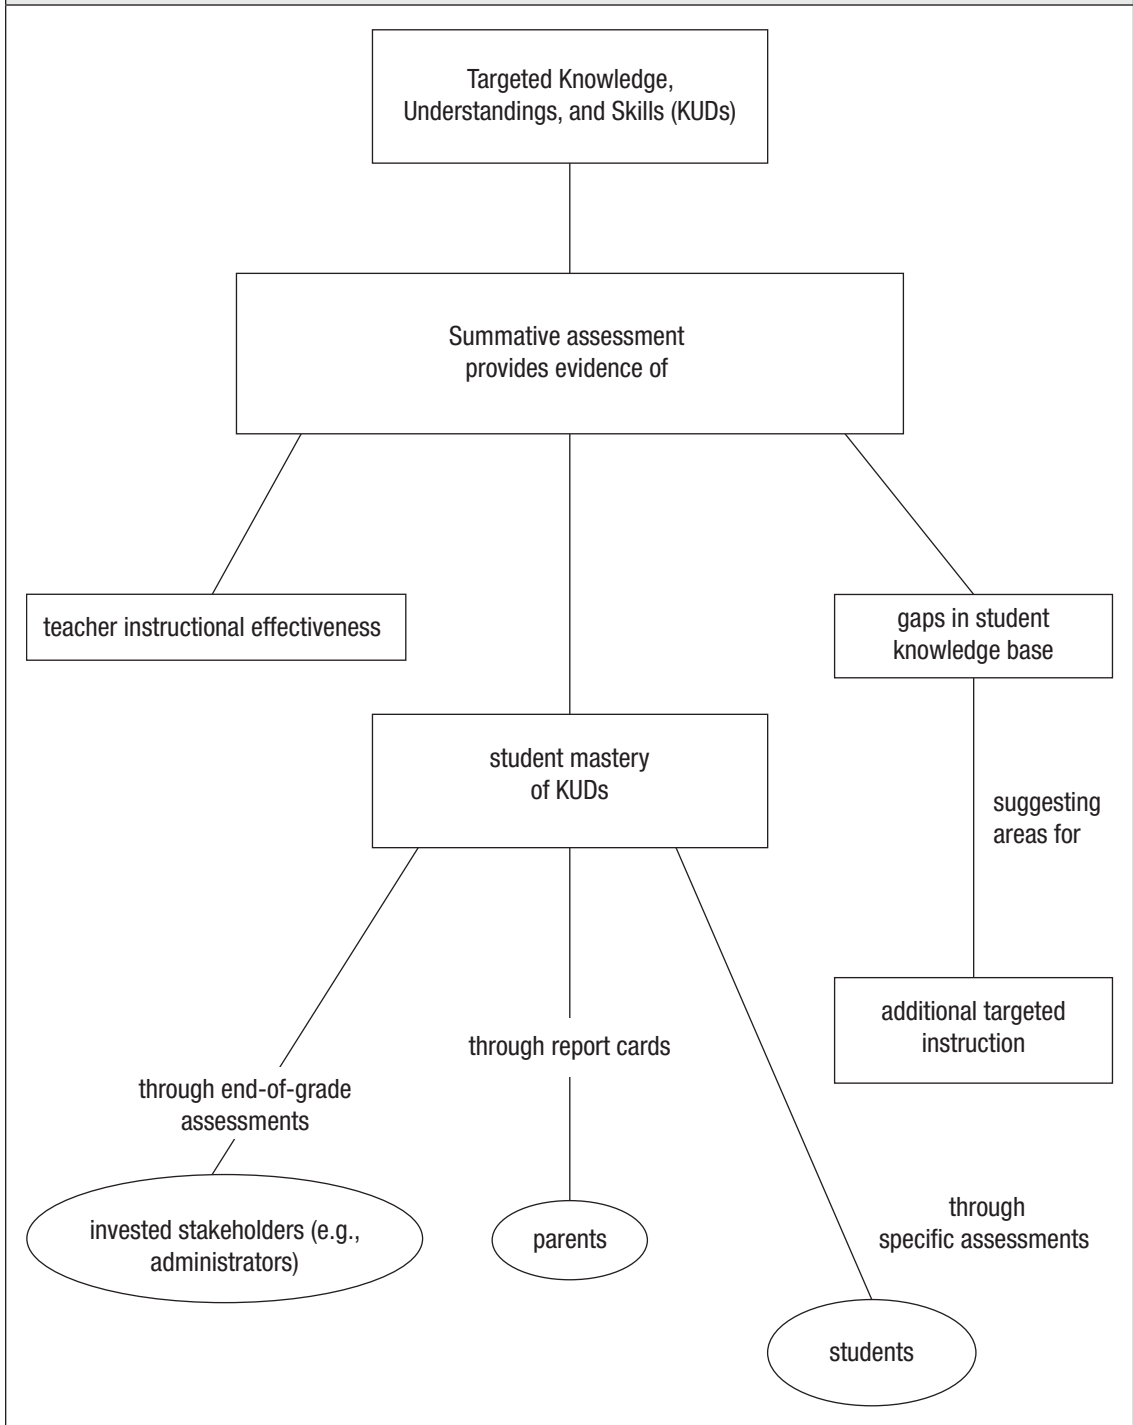 Targeted Knowledge,
Understandings, and Skills (KUDs)
Summative assessment
provides evidence of
teacher instructional effectiveness
gaps in student
knowledge base
student mastery
of KUDs
suggesting
areas for
additional targeted
instruction
through report cards
through end-of-grade
assessments
through
specific assessments
invested stakeholders (e.g.,
administrators)
parents
students